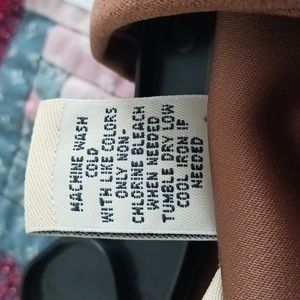 MACHINE WASH
COLD
WITH LIKE COLORS
ONLY NON-
CHLORINE BLEACH
WHEN NEEDED
TUMBLE DRY LOW
COOL IRON IF
NEEDED